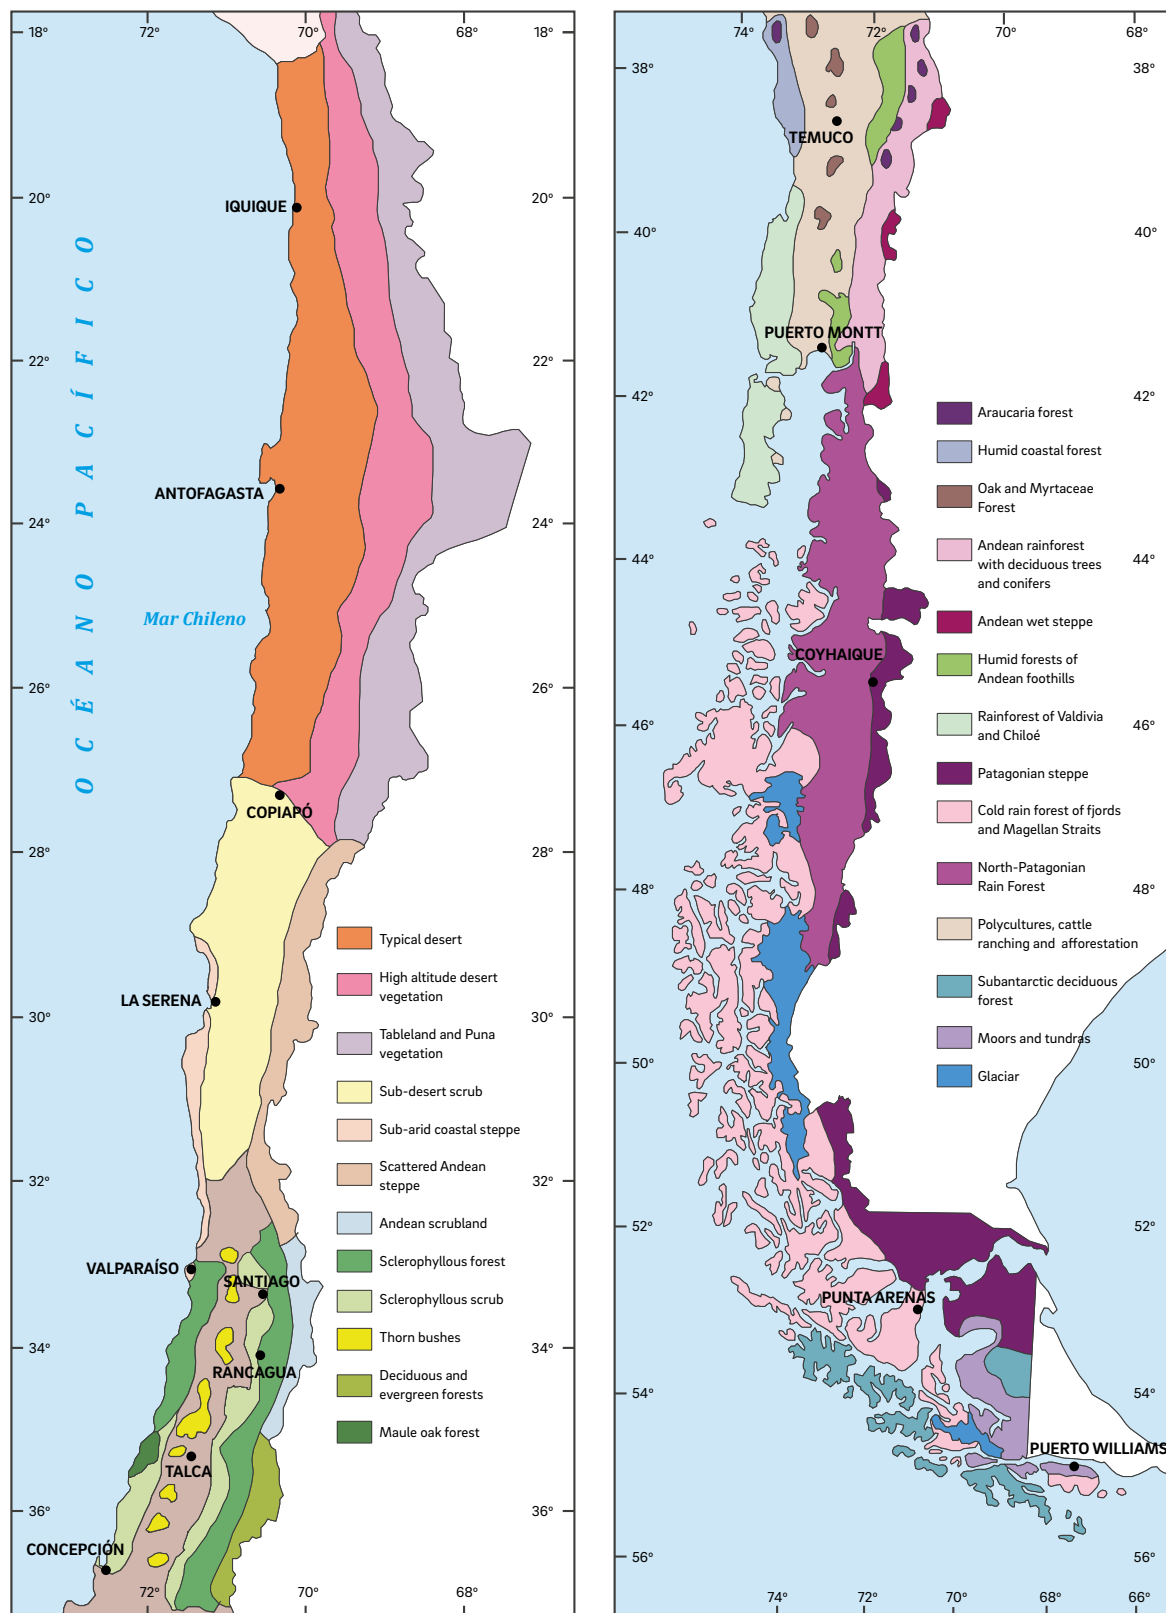 72°
70°
68°
18°
18°
20°
20°
22°
22°
24°
24°
26°
26°
28°
28°
30°
30°
32°
32°
34°
34°
36°
36°
72°
70°
68°
OCÉANO PACÍFICO
Mar Chileno
IQUIQUE
ANTOFAGASTA
COPIAPÓ
LA SERENA
VALPARAÍSO
SANTIAGO
RANCAGUA
TALCA
CONCEPCIÓN
Typical desert
High altitude desert
vegetation
Tableland and Puna
vegetation
Sub-desert scrub
Sub-arid coastal steppe
Scattered Andean
steppe
Andean scrubland
Sclerophyllous forest
Sclerophyllous scrub
Thorn bushes
Deciduous and
evergreen forests
Maule oak forest
74°
72°
70°
68°
38°
38°
40°
40°
42°
42°
44°
44°
46°
46°
48°
48°
50°
50°
52°
52°
54°
54°
56°
56°
74°
72°
70°
68°
66°
TEMUCO
PUERTO MONTT
COYHAIQUE
PUNTA ARENAS
PUERTO WILLIAMS
Araucaria forest
Humid coastal forest
Oak and Myrtaceae
Forest
Andean rainforest
with deciduous trees
and conifers
Andean wet steppe
Humid forests of
Andean foothills
Rainforest of Valdivia
and Chiloé
Patagonian steppe
Cold rain forest of fjords
and Magellan Straits
North-Patagonian
Rain Forest
Polycultures, cattle
ranching and afforestation
Subantarctic deciduous
forest
Moors and tundras
Glaciar